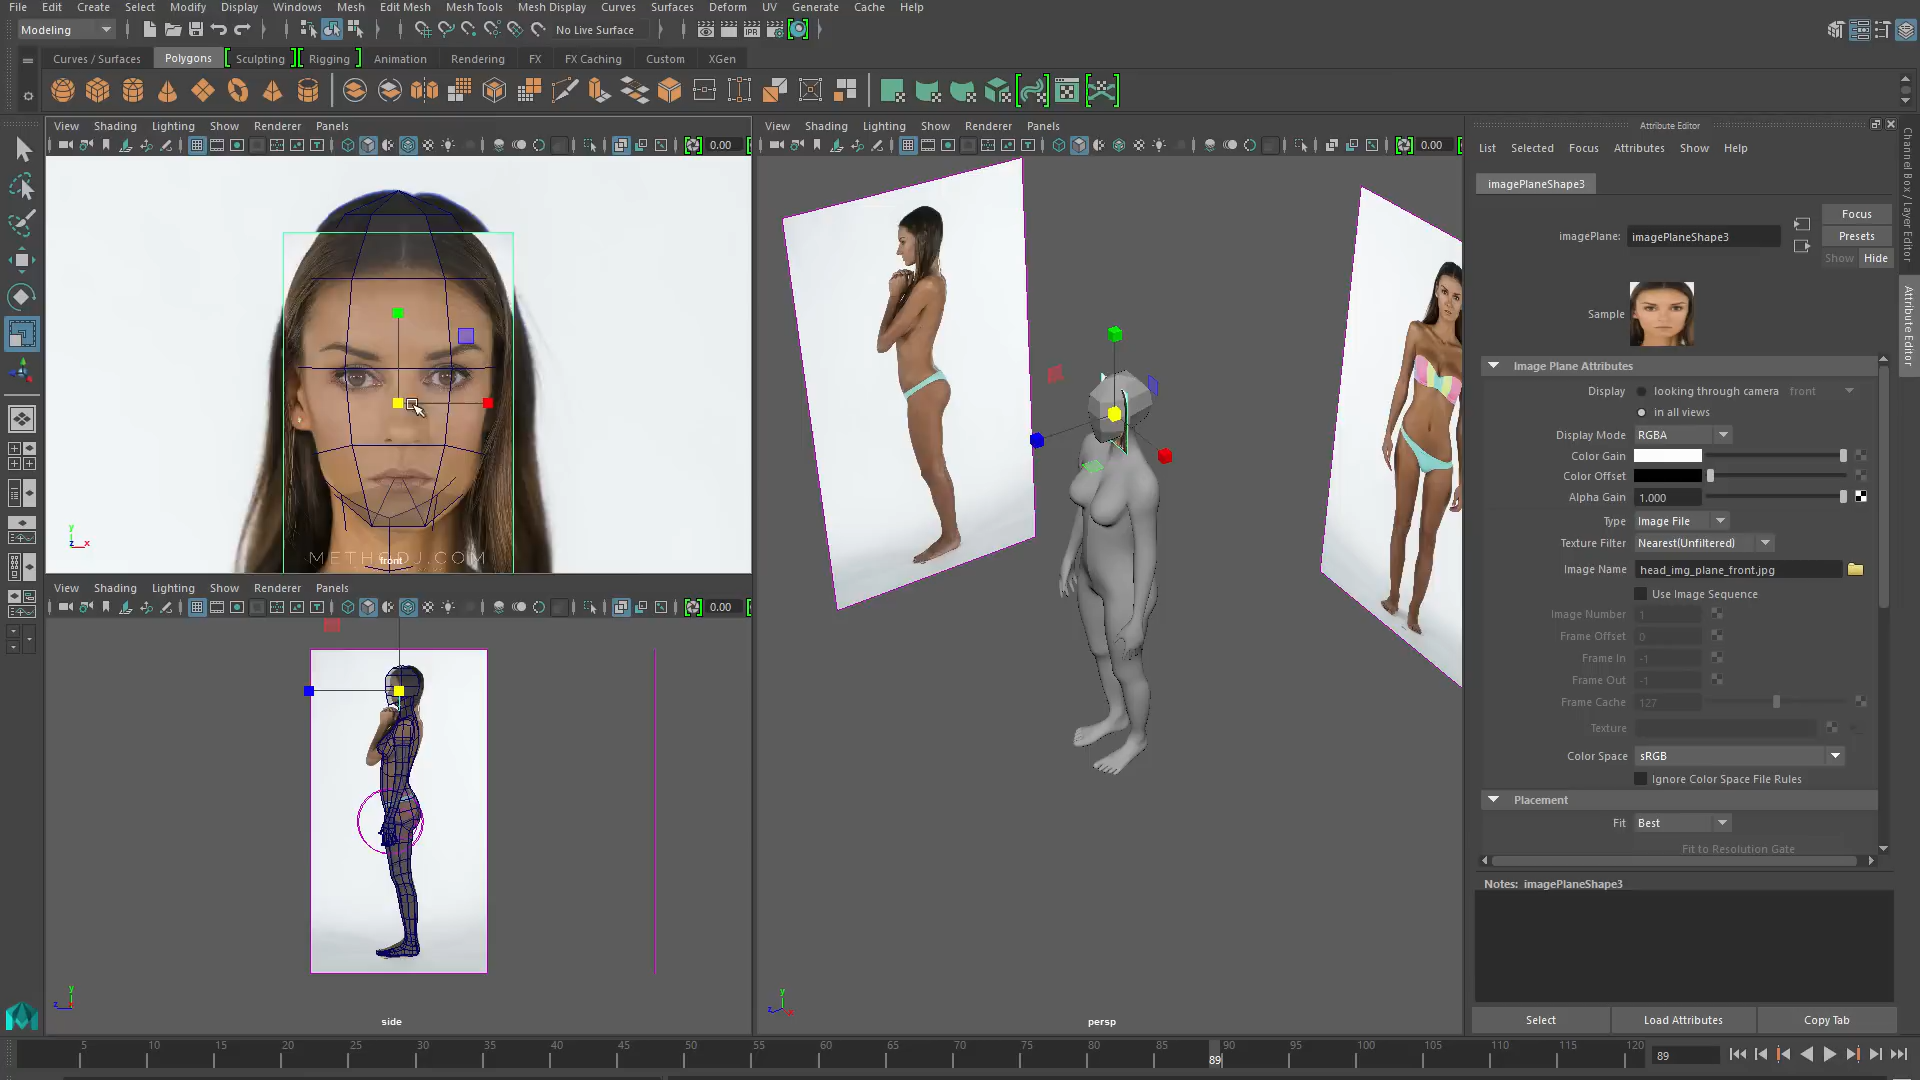 File Edit Create Select Modify Display Windows Mesh Edit Mesh Mesh Tools Mesh Display Curves Surfaces Deform UV Generate Cache Help
Modeling No Live Surface
Curves / Surfaces Polygons Sculpting Rigging Animation Rendering FX FX Caching Custom XGen
View Shading Lighting Show Renderer Panels
0.00
METHODJ.COM
front
y
z x
View Shading Lighting Show Renderer Panels
0.00
side
y
z
View Shading Lighting Show Renderer Panels
0.00
persp
y
z x
Attribute Editor
List Selected Focus Attributes Show Help
imagePlaneShape3
imagePlane: imagePlaneShape3
Focus
Presets
Show Hide
Sample
Image Plane Attributes
Display looking through camera front
in all views
Display Mode RGBA
Color Gain
Color Offset
Alpha Gain 1.000
Type Image File
Texture Filter Nearest(Unfiltered)
Image Name head_img_plane_front.jpg
Use Image Sequence
Image Number 1
Frame Offset 0
Frame In -1
Frame Out -1
Frame Cache 127
Texture
Color Space sRGB
Ignore Color Space File Rules
Placement
Fit Best
Fit to Resolution Gate
Notes: imagePlaneShape3
Select Load Attributes Copy Tab
Channel Box / Layer Editor
Attribute Editor
5 10 15 20 25 30 35 40 45 50 55 60 65 70 75 80 85 89 90 95 100 105 110 115 120
89